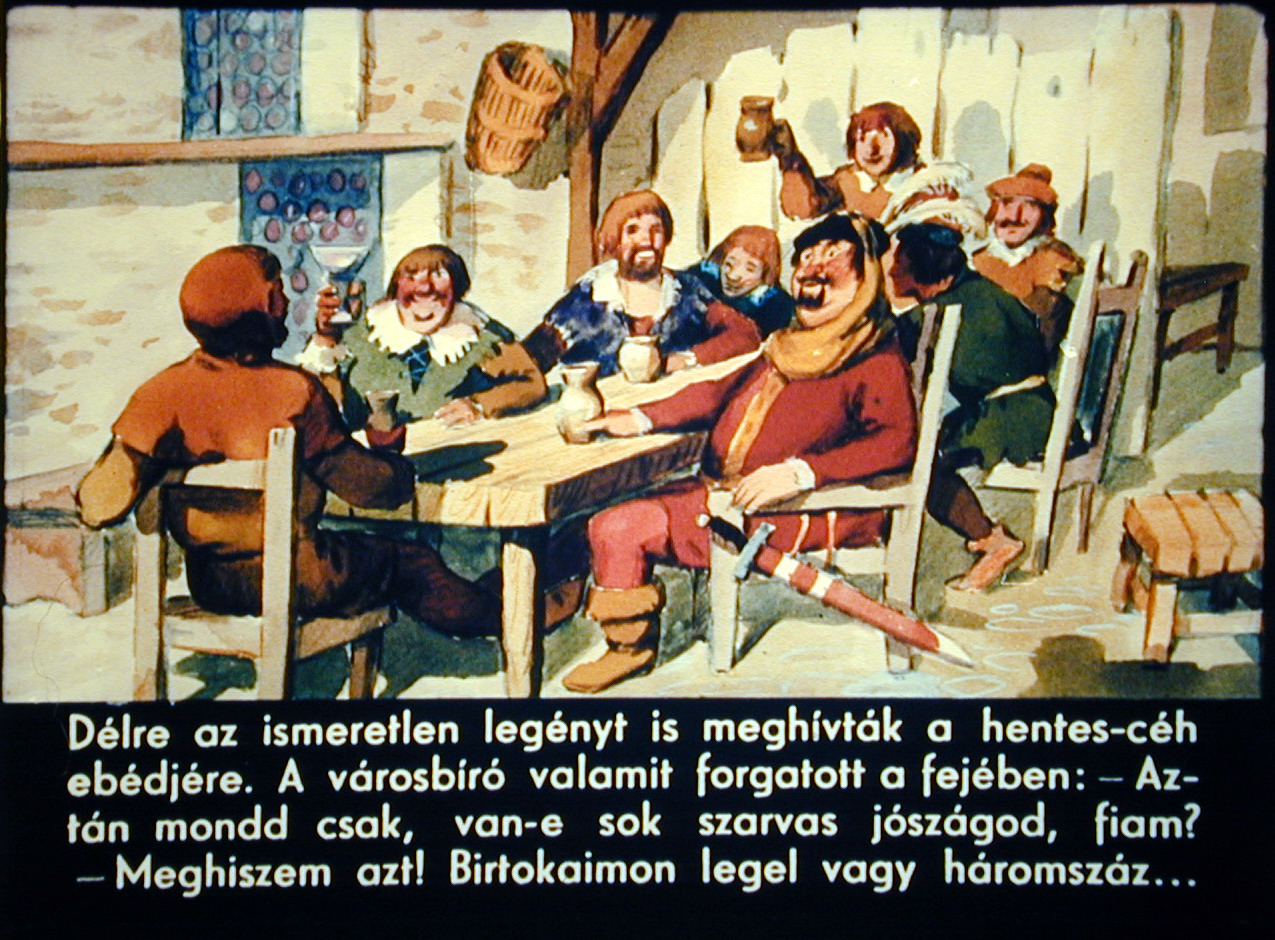 Délre az ismeretlen legényt is meghívták a hentes-céh
ebédjére. A városbíró valamit forgatott a fejében: – Az-
tán mondd csak, van-e sok szarvas jószágod, fiam?
– Meghiszem azt! Birtokaimon legel vagy háromszáz...